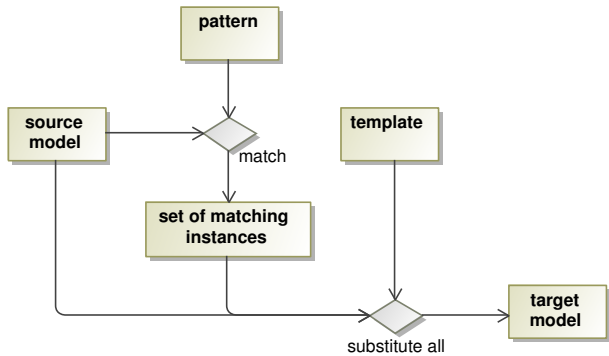 pattern
source
model
template
match
set of matching
instances
target
model
substitute all